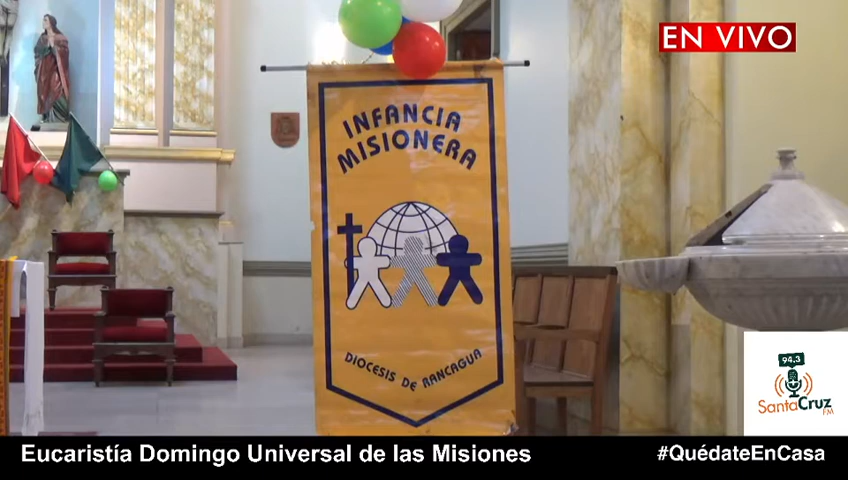 EN VIVO
INFANCIA
MISIONERA
DIOCESIS DE RANCAGUA
94.3
SantaCruz FM
Eucaristía Domingo Universal de las Misiones
#QuédateEnCasa